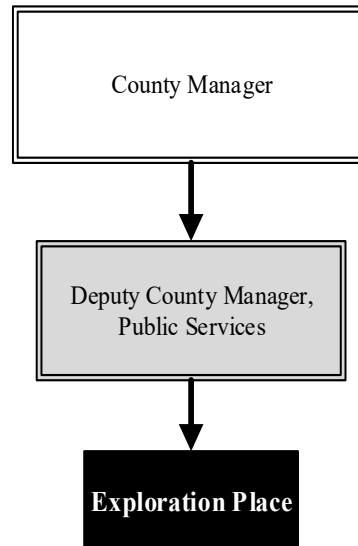 County Manager
Deputy County Manager,
Public Services
Exploration Place